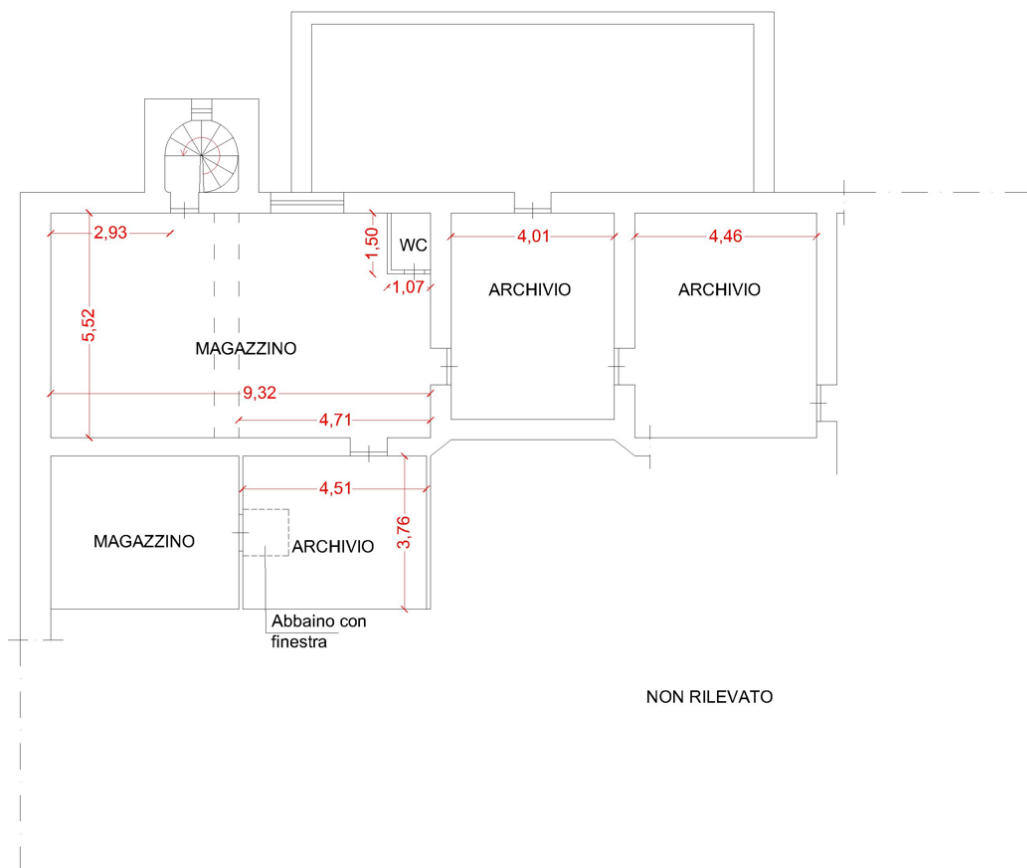 2,93
1,50
WC
4,01
4,46
1,07
ARCHIVIO
ARCHIVIO
5,52
MAGAZZINO
9,32
4,71
4,51
3,76
MAGAZZINO
ARCHIVIO
Abbaino con
finestra
NON RILEVATO